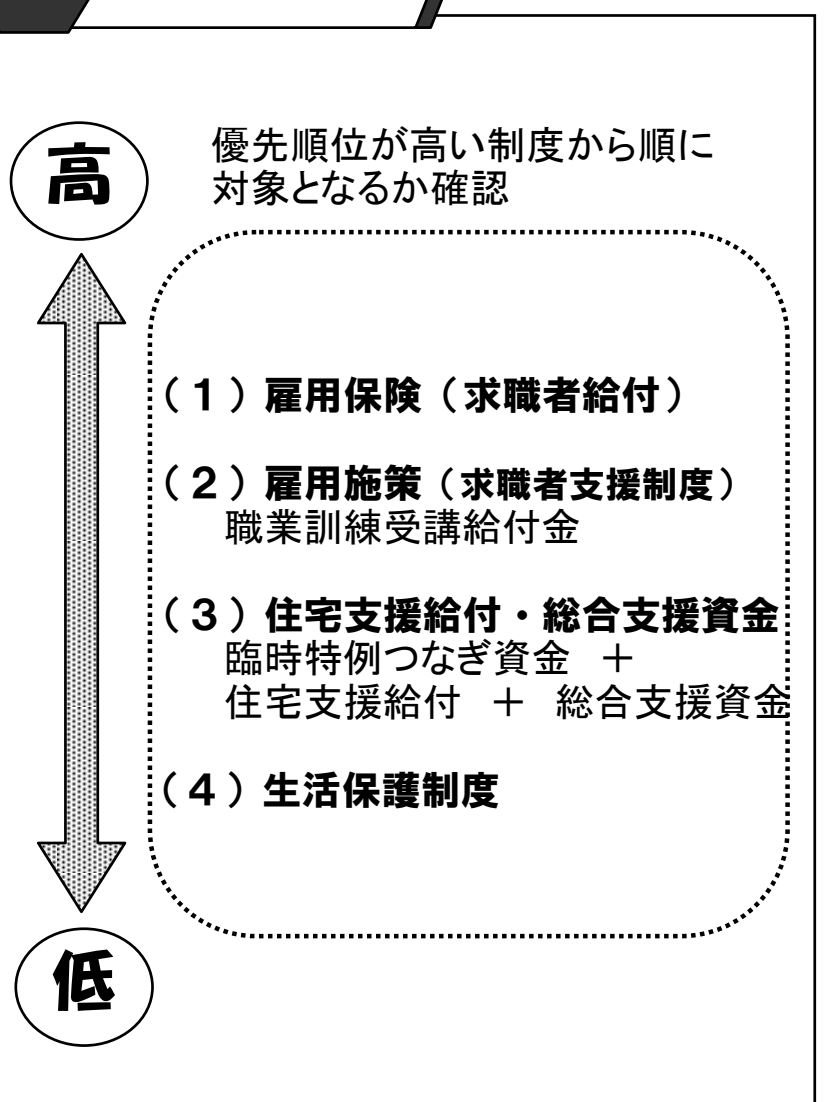 高
優先順位が高い制度から順に
対象となるか確認
(1)雇用保険(求職者給付)
(2)雇用施策(求職者支援制度)
職業訓練受講給付金
(3)住宅支援給付・総合支援資金
臨時特例つなぎ資金 +
住宅支援給付 + 総合支援資金
(4)生活保護制度
低